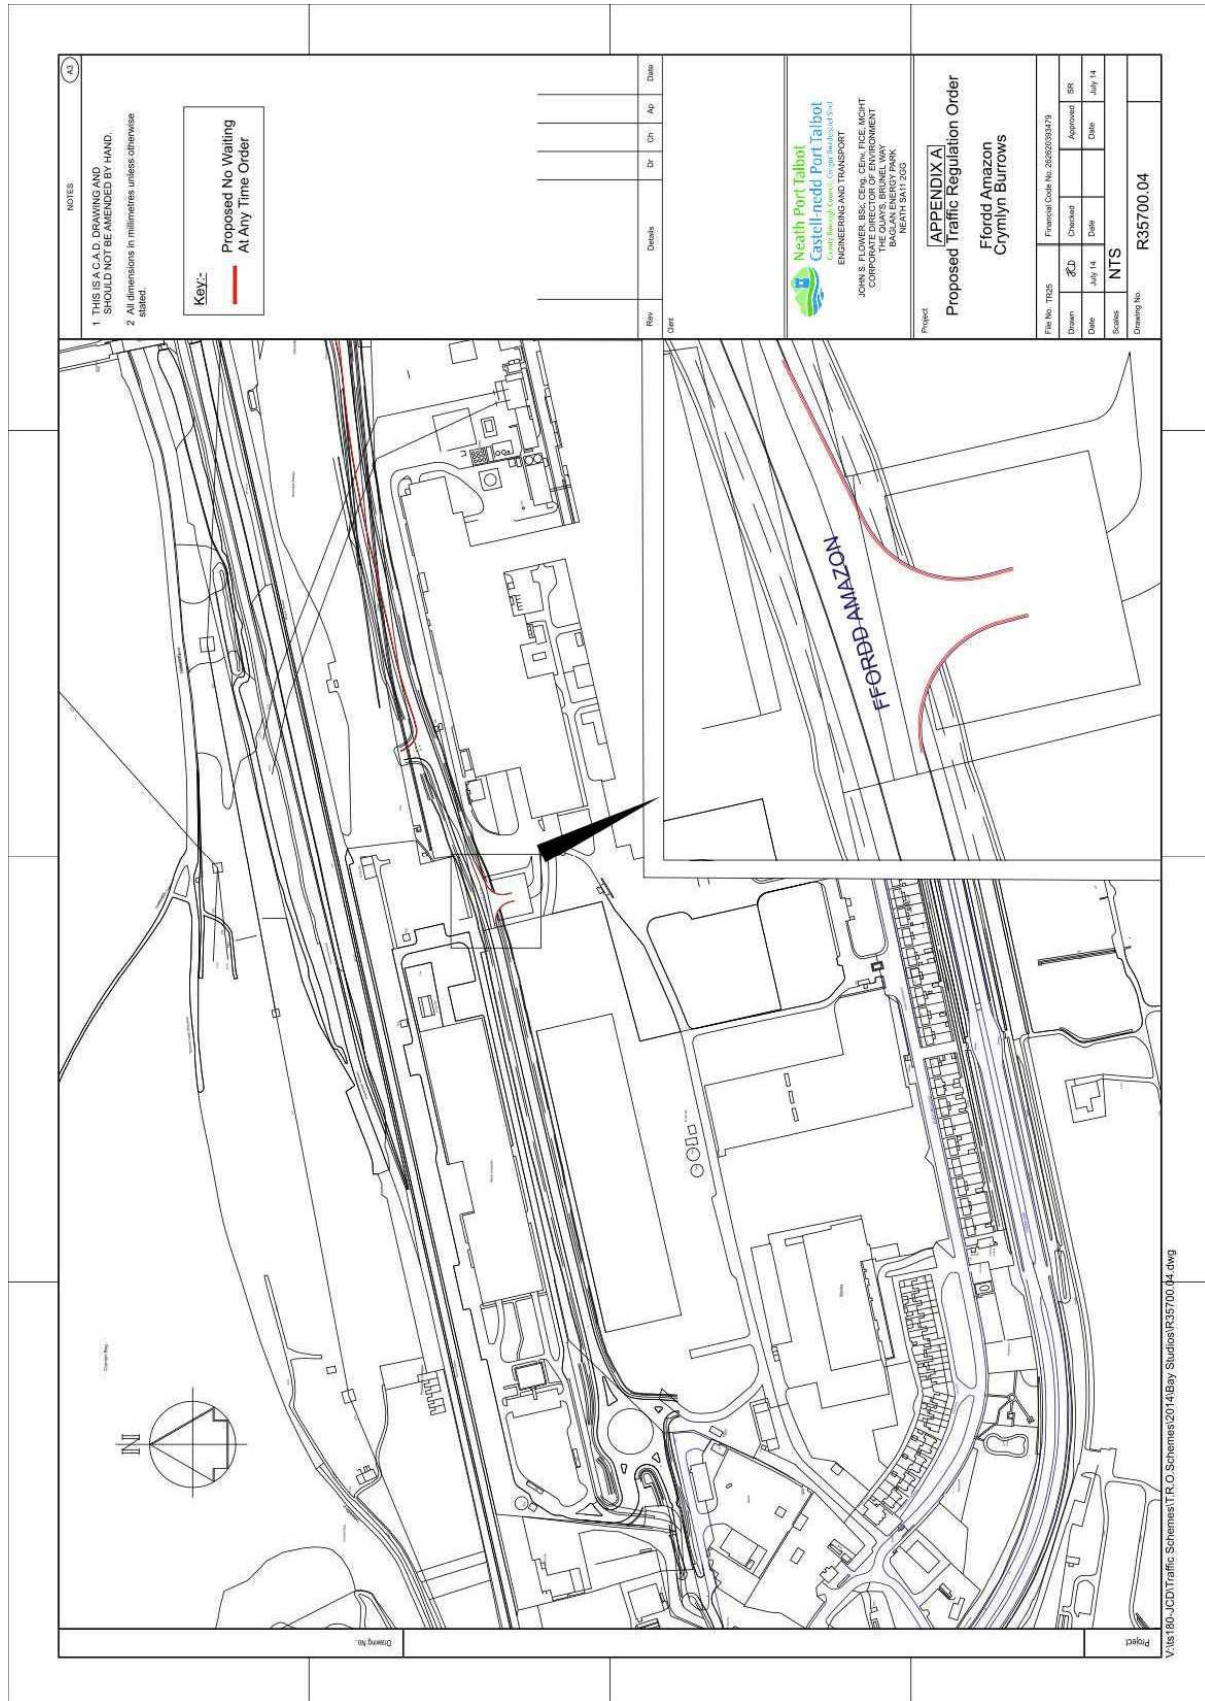 A3
NOTES
1 THIS IS A C.A.D. DRAWING AND
SHOULD NOT BE AMENDED BY HAND.
2 All dimensions in millimetres unless otherwise
stated.
Key:-
Proposed No Waiting
At Any Time Order
Rev Details Dr Ch Ap Date
Client
Neath Port Talbot
Castell-nedd Port Talbot
ENGINEERING AND TRANSPORT
JOHN S. FLOWER, BSc, CEng, CEnv, FICE, MCIHT
CORPORATE DIRECTOR OF ENVIRONMENT
THE QUAYS, BRUNEL WAY
BAGLAN ENERGY PARK
NEATH SA11 2GG
Project
APPENDIX A
Proposed Traffic Regulation Order
Ffordd Amazon
Crymlyn Burrows
File No. TR25
Drawn Checked Approved SR
Date July 14 Date Date July 14
Scales NTS
Drawing No. R35700.04
N
FFORDD AMAZON
Drawing No.
Project
V:\ts180-JCD\Traffic Schemes\T.R.O.Schemes\2014\Bay Studios\R35700.04.dwg